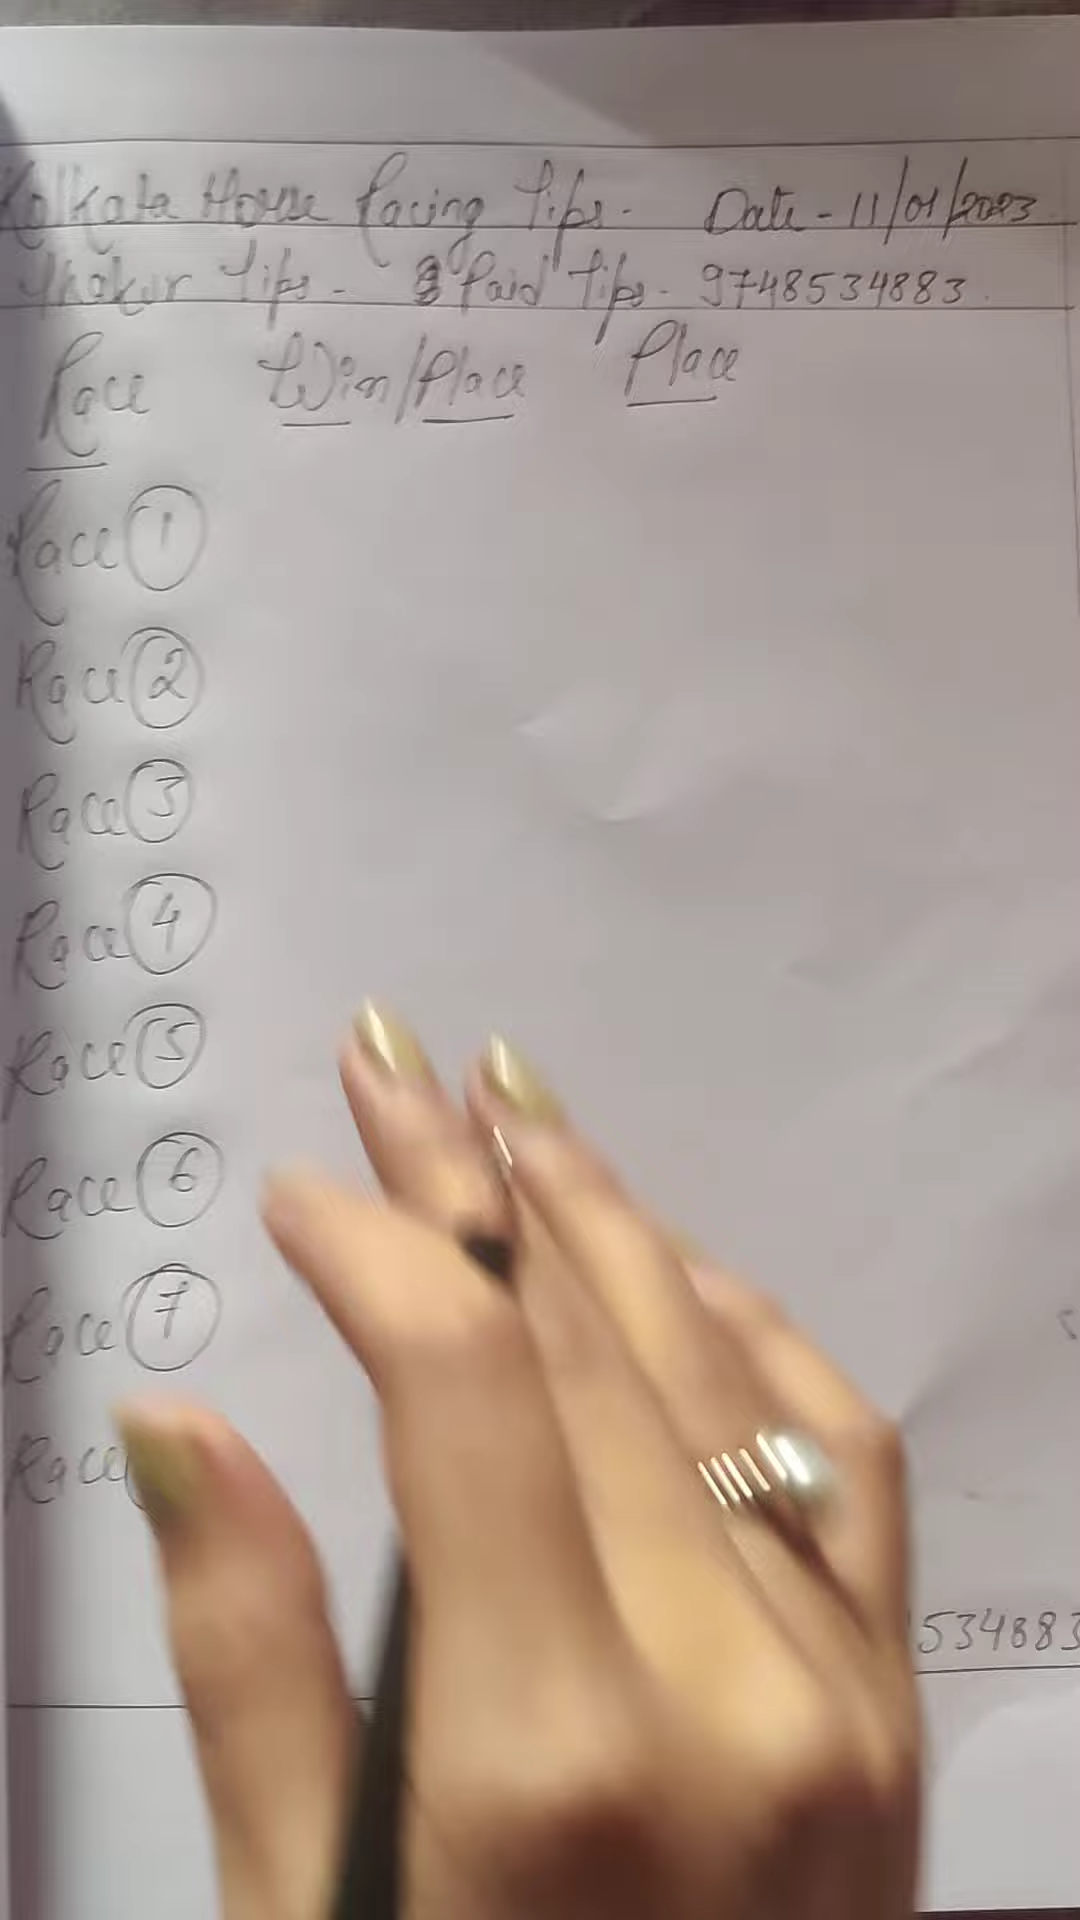 Kolkata Horse Racing Tips. Date - 11/01/2023
Thakur Tips - Paid Tips - 9748534883.
Race Win/Place Place
Race 1
Race 2
Race 3
Race 4
Race 5
Race 6
Race 7
Race
534883